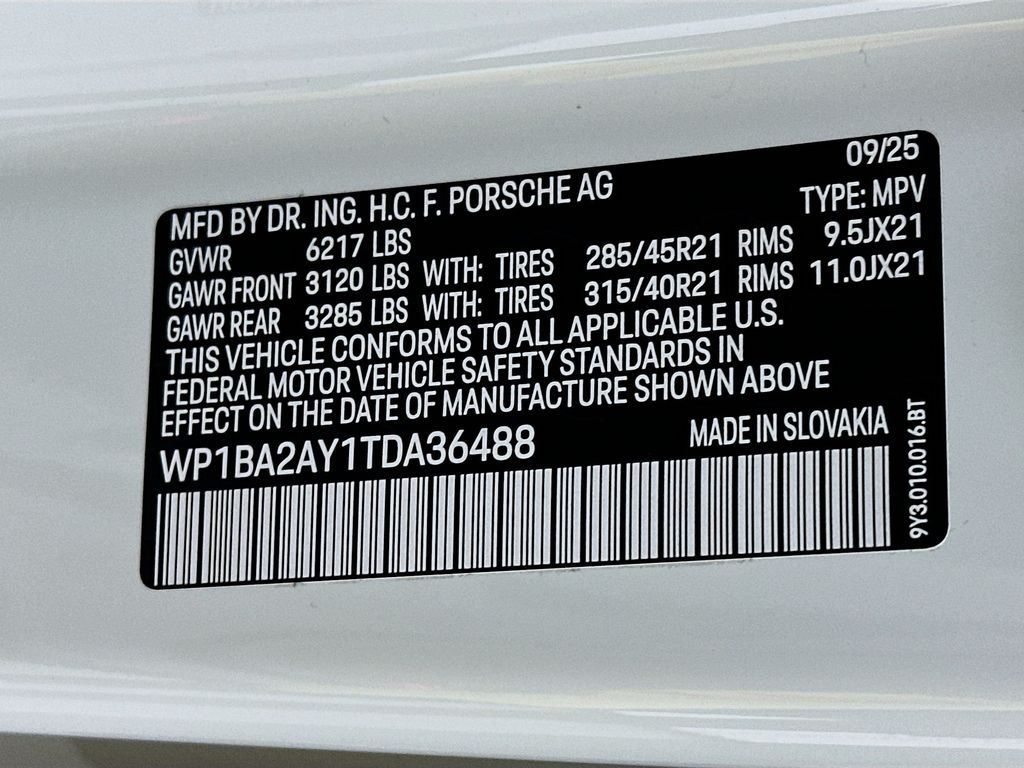 09/25
MFD BY DR. ING. H.C. F. PORSCHE AG TYPE: MPV
GVWR 6217 LBS
GAWR FRONT 3120 LBS WITH: TIRES 285/45R21 RIMS 9.5JX21
GAWR REAR 3285 LBS WITH: TIRES 315/40R21 RIMS 11.0JX21
THIS VEHICLE CONFORMS TO ALL APPLICABLE U.S.
FEDERAL MOTOR VEHICLE SAFETY STANDARDS IN
EFFECT ON THE DATE OF MANUFACTURE SHOWN ABOVE
WP1BA2AY1TDA36488 MADE IN SLOVAKIA
9Y3.010.016.BT